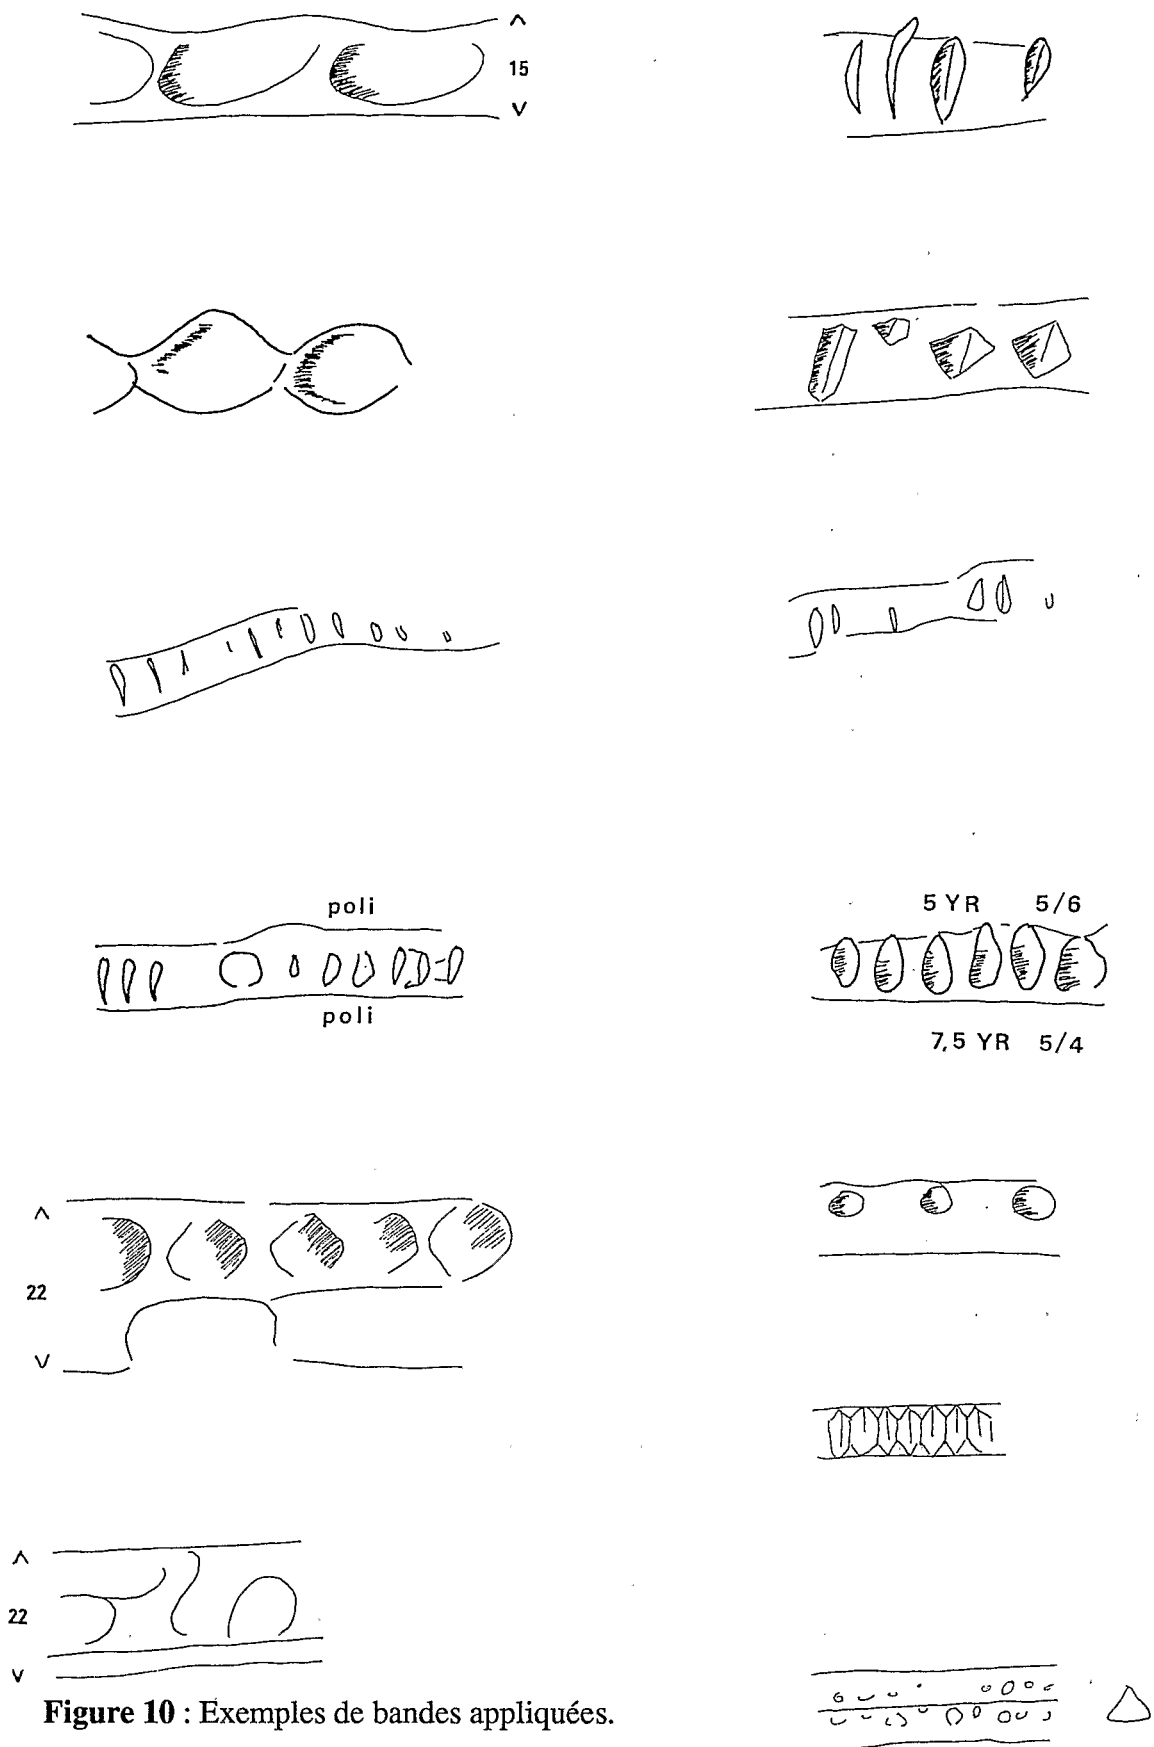 15
poli
poli
5 YR 5/6
7,5 YR 5/4
22
22
Figure 10 : Exemples de bandes appliquées.